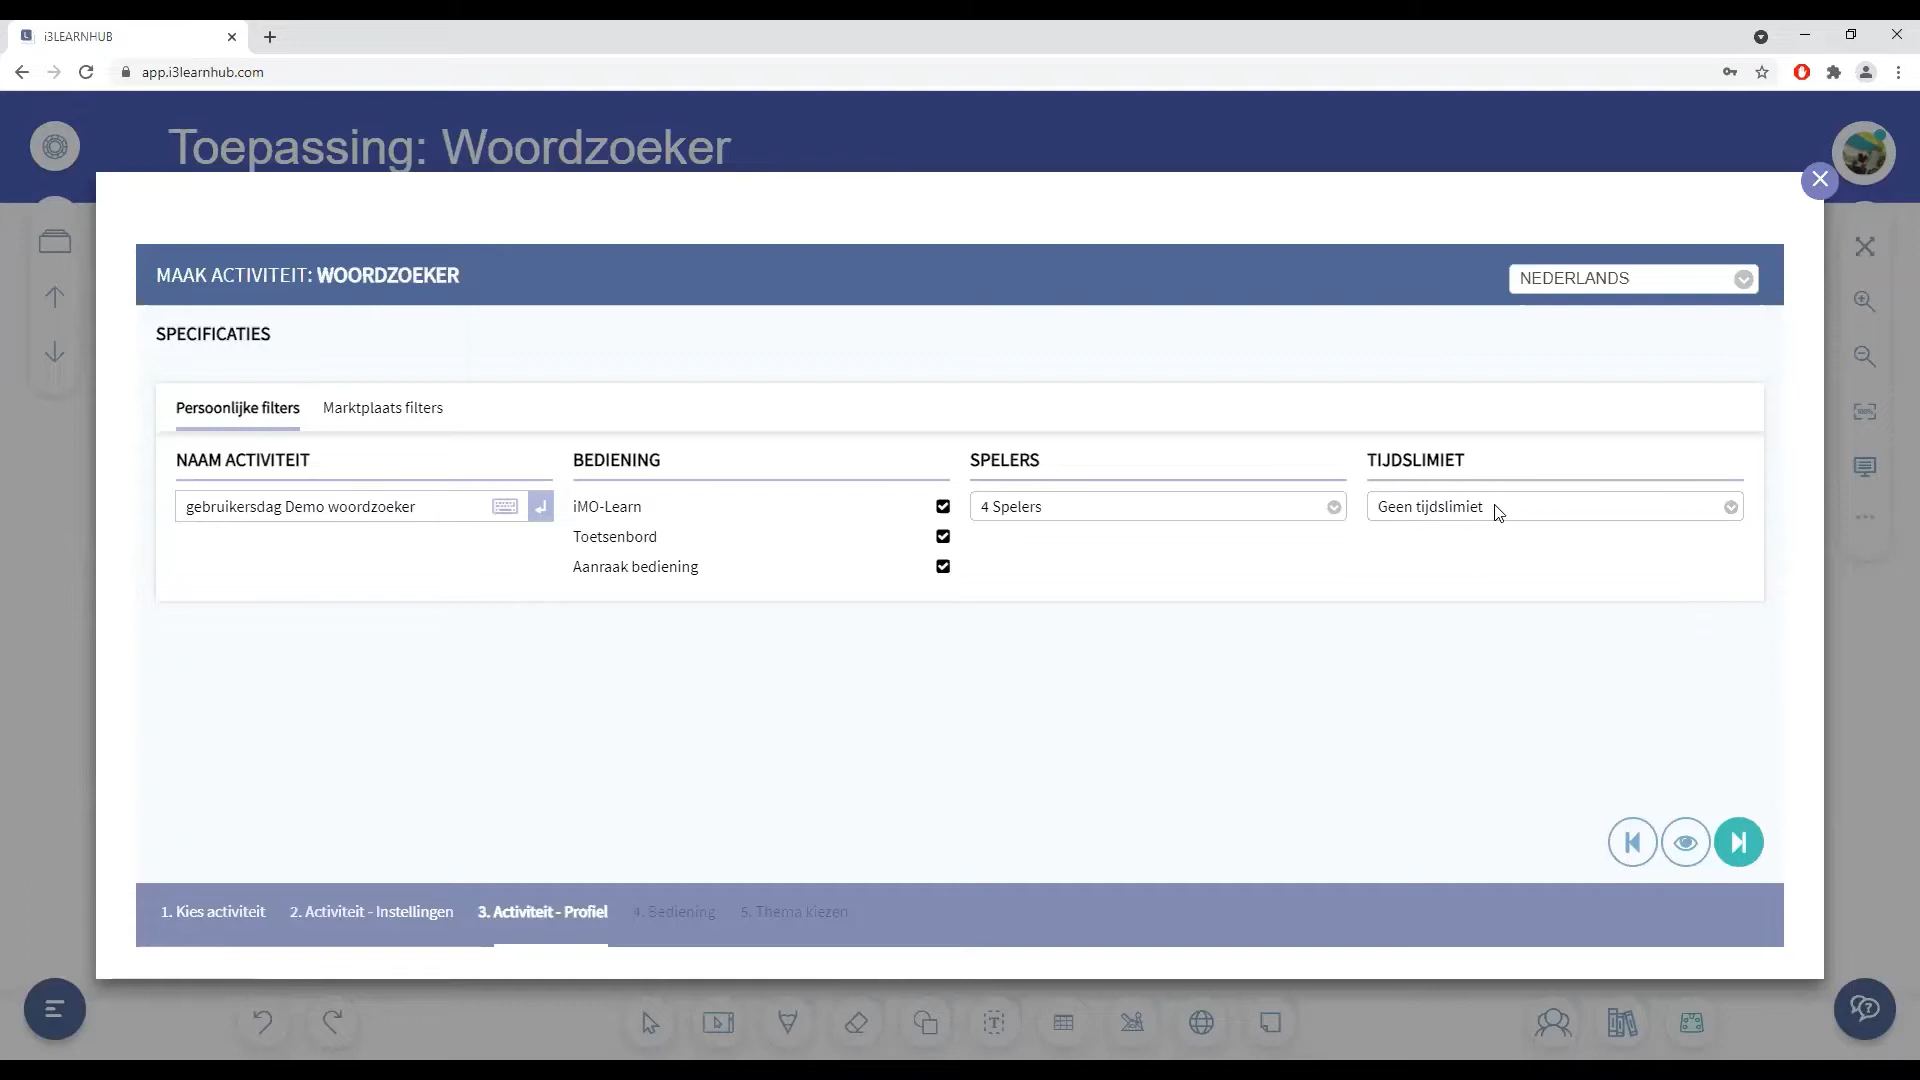 i3LEARNHUB
app.i3learnhub.com
Toepassing: Woordzoeker
MAAK ACTIVITEIT: WOORDZOEKER
NEDERLANDS
SPECIFICATIES
Persoonlijke filters
Marktplaats filters
NAAM ACTIVITEIT
BEDIENING
SPELERS
TIJDSLIMIET
gebruikersdag Demo woordzoeker
iMO-Learn
4 Spelers
Geen tijdslimiet
Toetsenbord
Aanraak bediening
1. Kies activiteit
2. Activiteit - Instellingen
3. Activiteit - Profiel
4. Bediening
5. Thema kiezen